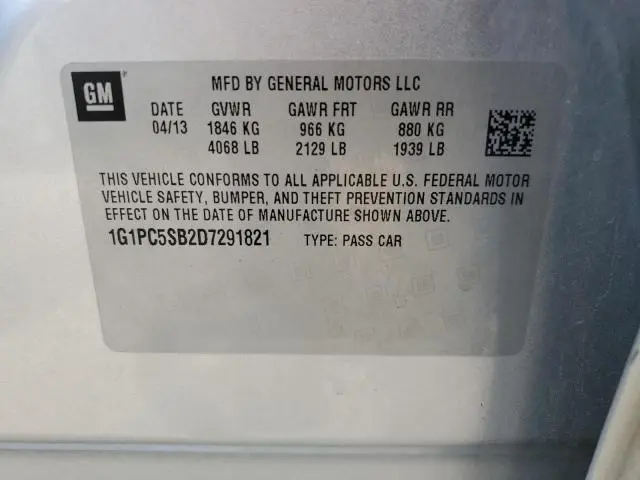 GM
MFD BY GENERAL MOTORS LLC
DATE GVWR GAWR FRT GAWR RR
04/13 1846 KG 966 KG 880 KG
4068 LB 2129 LB 1939 LB
THIS VEHICLE CONFORMS TO ALL APPLICABLE U.S. FEDERAL MOTOR
VEHICLE SAFETY, BUMPER, AND THEFT PREVENTION STANDARDS IN
EFFECT ON THE DATE OF MANUFACTURE SHOWN ABOVE.
1G1PC5SB2D7291821 TYPE: PASS CAR